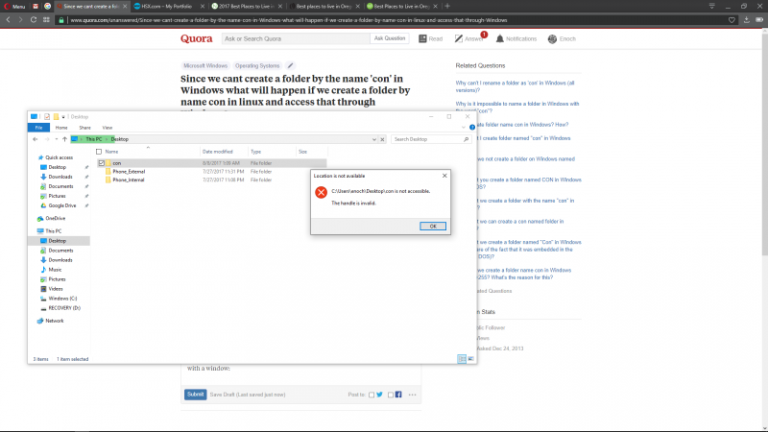 Menu
Since we cant create a fold
HSX.com – My Portfolio
2017 Best Places to Live in
Best places to live in Oreg
Best Places to Live in Oreg
www.quora.com/unanswered/Since-we-cant-create-a-folder-by-the-name-con-in-Windows-what-will-happen-if-we-create-a-folder-by-name-con-in-linux-and-access-that-through-Windows
Quora
Ask or Search Quora
Ask Question
Read
Answer
Notifications
Enoch
Microsoft Windows
Operating Systems
Since we cant create a folder by the name 'con' in
Windows what will happen if we create a folder by
name con in linux and access that through
Related Questions
Why can't I rename a folder as 'con' in Windows (all
versions)?
Why is it impossible to make a folder in Windows with
create folder name con in Windows? How?
I create folder named "con" in Windows
we not create a folder on Windows named
t you create a folder named CON in Windows
t we create a folder with the name "con" in
t we can create a con named folder in
t we create a folder named "Con" in Windows
re of the fact that it was embedded in the
DOS)?
we create a folder name con in Windows
255? What's the reason for this?
ated Questions
n Stats
lic Follower
iews
dited Dec 24, 2013
Desktop
File
Home
Share
View
This PC
Desktop
Search Desktop
Name
Date modified
Type
Size
con
8/8/2017 1:09 AM
File folder
Phone_External
7/27/2017 11:31 PM
File folder
Phone_Internal
7/27/2017 11:08 PM
File folder
Quick access
Desktop
Downloads
Documents
Pictures
Google Drive
OneDrive
This PC
Desktop
Documents
Downloads
Music
Pictures
Videos
Windows (C:)
RECOVERY (D:)
Network
3 items
1 item selected
Location is not available
C:\Users\enoch\Desktop\con is not accessible.
The handle is invalid.
OK
with a window:
Submit
Save Draft (Last saved just now)
Post to: